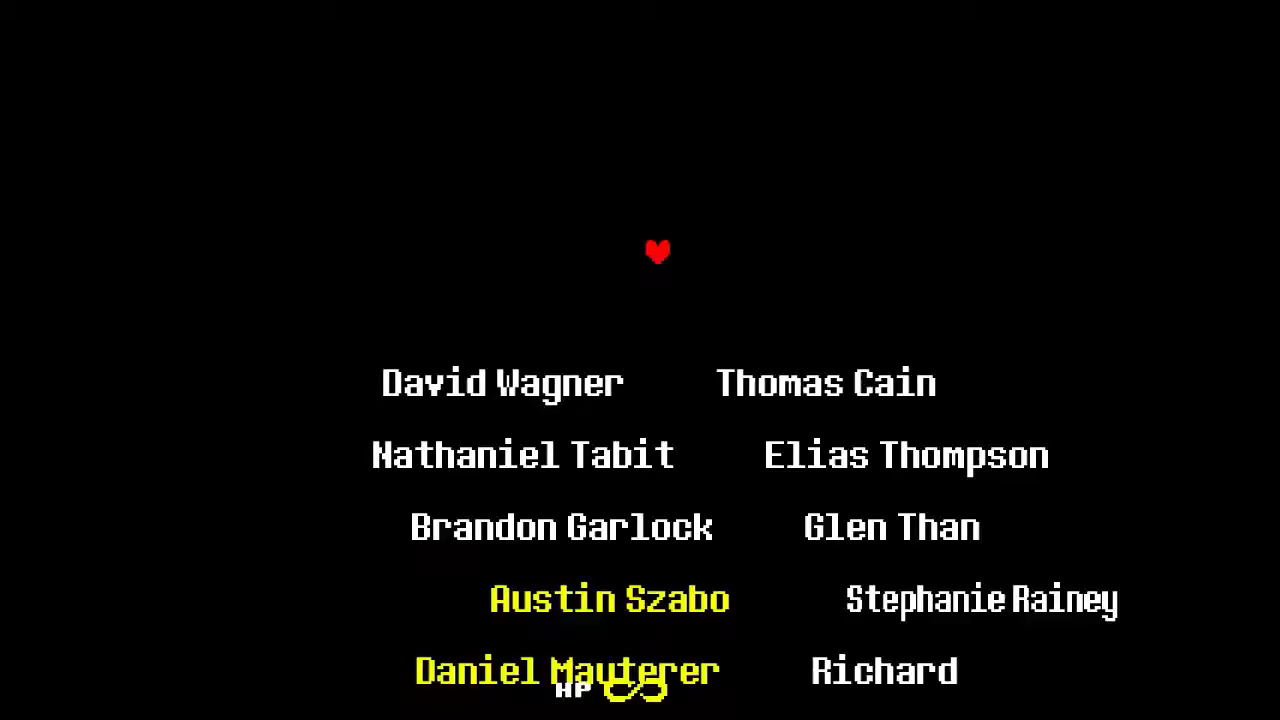 David Wagner Thomas Cain
Nathaniel Tabit Elias Thompson
Brandon Garlock Glen Than
Austin Szabo Stephanie Rainey
Daniel Mauterer Richard
HP ∞